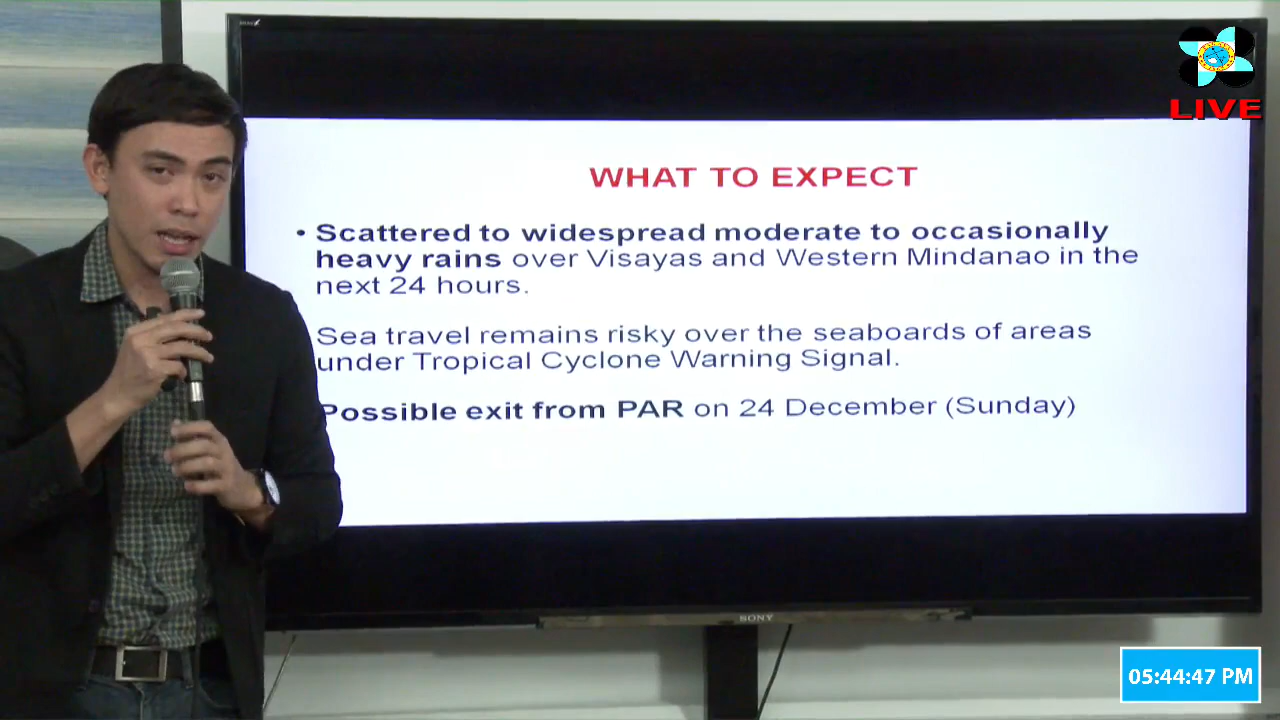 LIVE
WHAT TO EXPECT
• Scattered to widespread moderate to occasionally
heavy rains over Visayas and Western Mindanao in the
next 24 hours.
Sea travel remains risky over the seaboards of areas
under Tropical Cyclone Warning Signal.
Possible exit from PAR on 24 December (Sunday)
SONY
05:44:47 PM